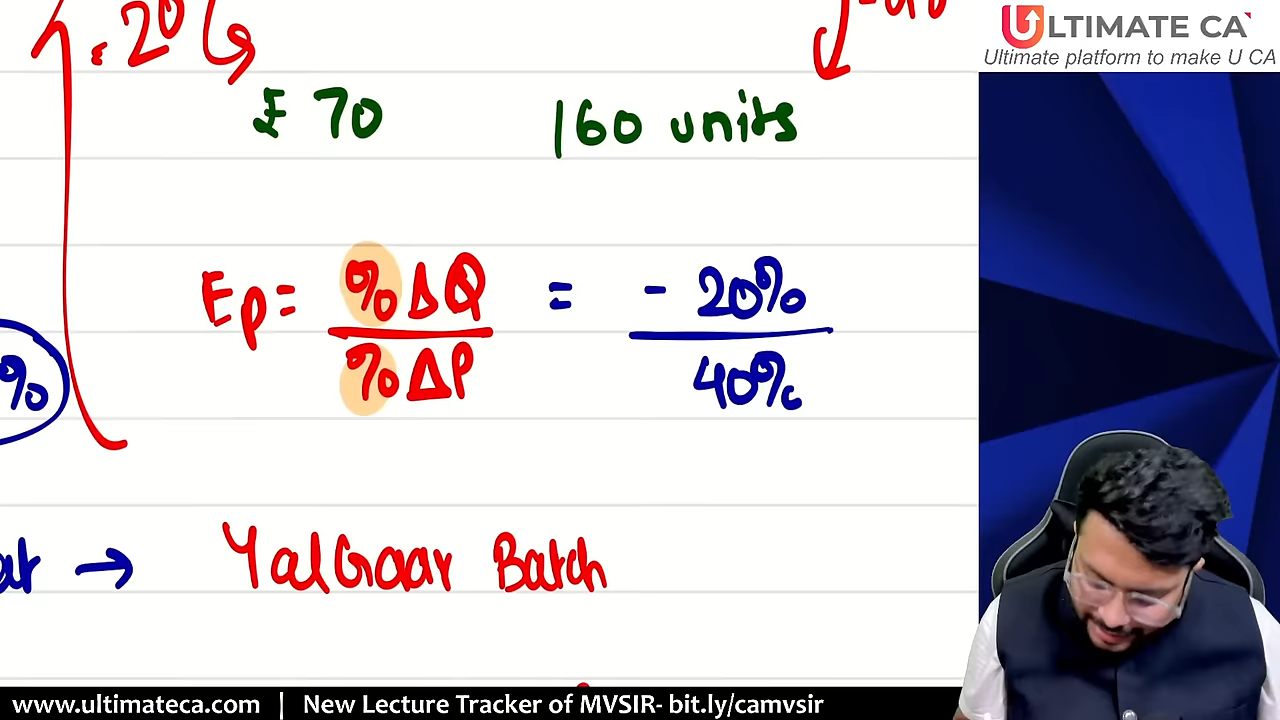 ULTIMATE CA
Ultimate platform to make U CA
= 20
₹ 70 160 units
Ep = %ΔQ = - 20%
%ΔP 40%
%
→ YalGaar Batch
www.ultimateca.com | New Lecture Tracker of MVSIR- bit.ly/camvsir